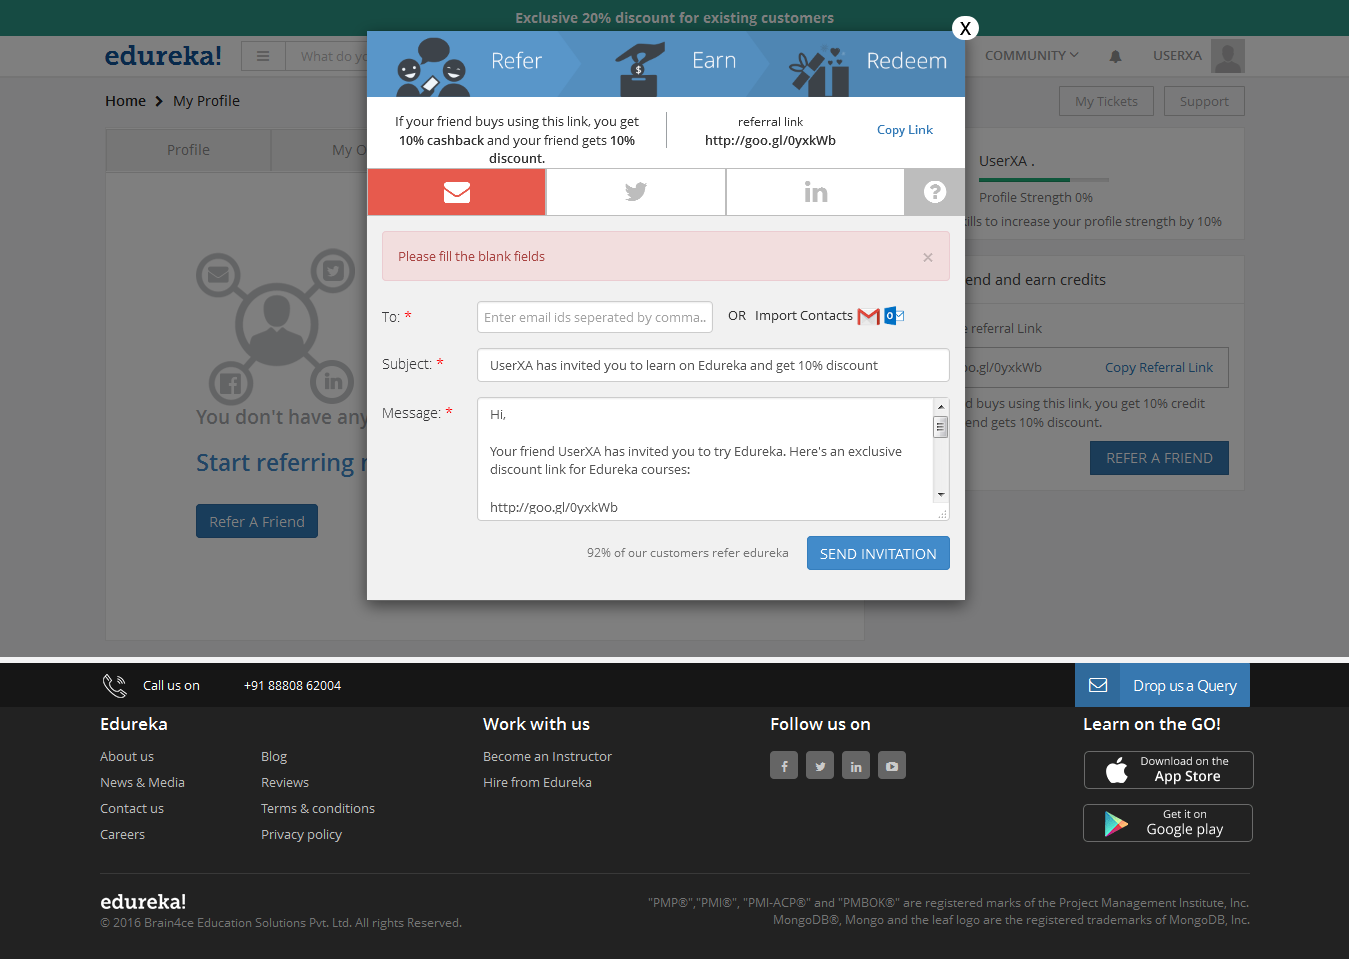 Exclusive 20% discount for existing customers
edureka!
What do yo
COMMUNITY
USERXA
X
Refer
Earn
Redeem
Home
My Profile
My Tickets
Support
If your friend buys using this link, you get
10% cashback and your friend gets 10%
discount.
referral link
http://goo.gl/0yxkWb
Copy Link
Profile
My O
UserXA .
Profile Strength 0%
ills to increase your profile strength by 10%
Please fill the blank fields
×
To: *
Enter email ids seperated by comma..
OR Import Contacts
Subject: *
UserXA has invited you to learn on Edureka and get 10% discount
Message: *
Hi,
Your friend UserXA has invited you to try Edureka. Here's an exclusive
discount link for Edureka courses:
http://goo.gl/0yxkWb
92% of our customers refer edureka
SEND INVITATION
You don't have any
Start referring
Refer A Friend
end and earn credits
e referral Link
oo.gl/0yxkWb
Copy Referral Link
d buys using this link, you get 10% credit
end gets 10% discount.
REFER A FRIEND
Call us on
+91 88808 62004
Drop us a Query
Edureka
Work with us
Follow us on
Learn on the GO!
About us
Blog
Become an Instructor
News & Media
Reviews
Hire from Edureka
Contact us
Terms & conditions
Careers
Privacy policy
Download on the
App Store
Get it on
Google play
edureka!
© 2016 Brain4ce Education Solutions Pvt. Ltd. All rights Reserved.
"PMP®","PMI®", "PMI-ACP®" and "PMBOK®" are registered marks of the Project Management Institute, Inc.
MongoDB®, Mongo and the leaf logo are the registered trademarks of MongoDB, Inc.